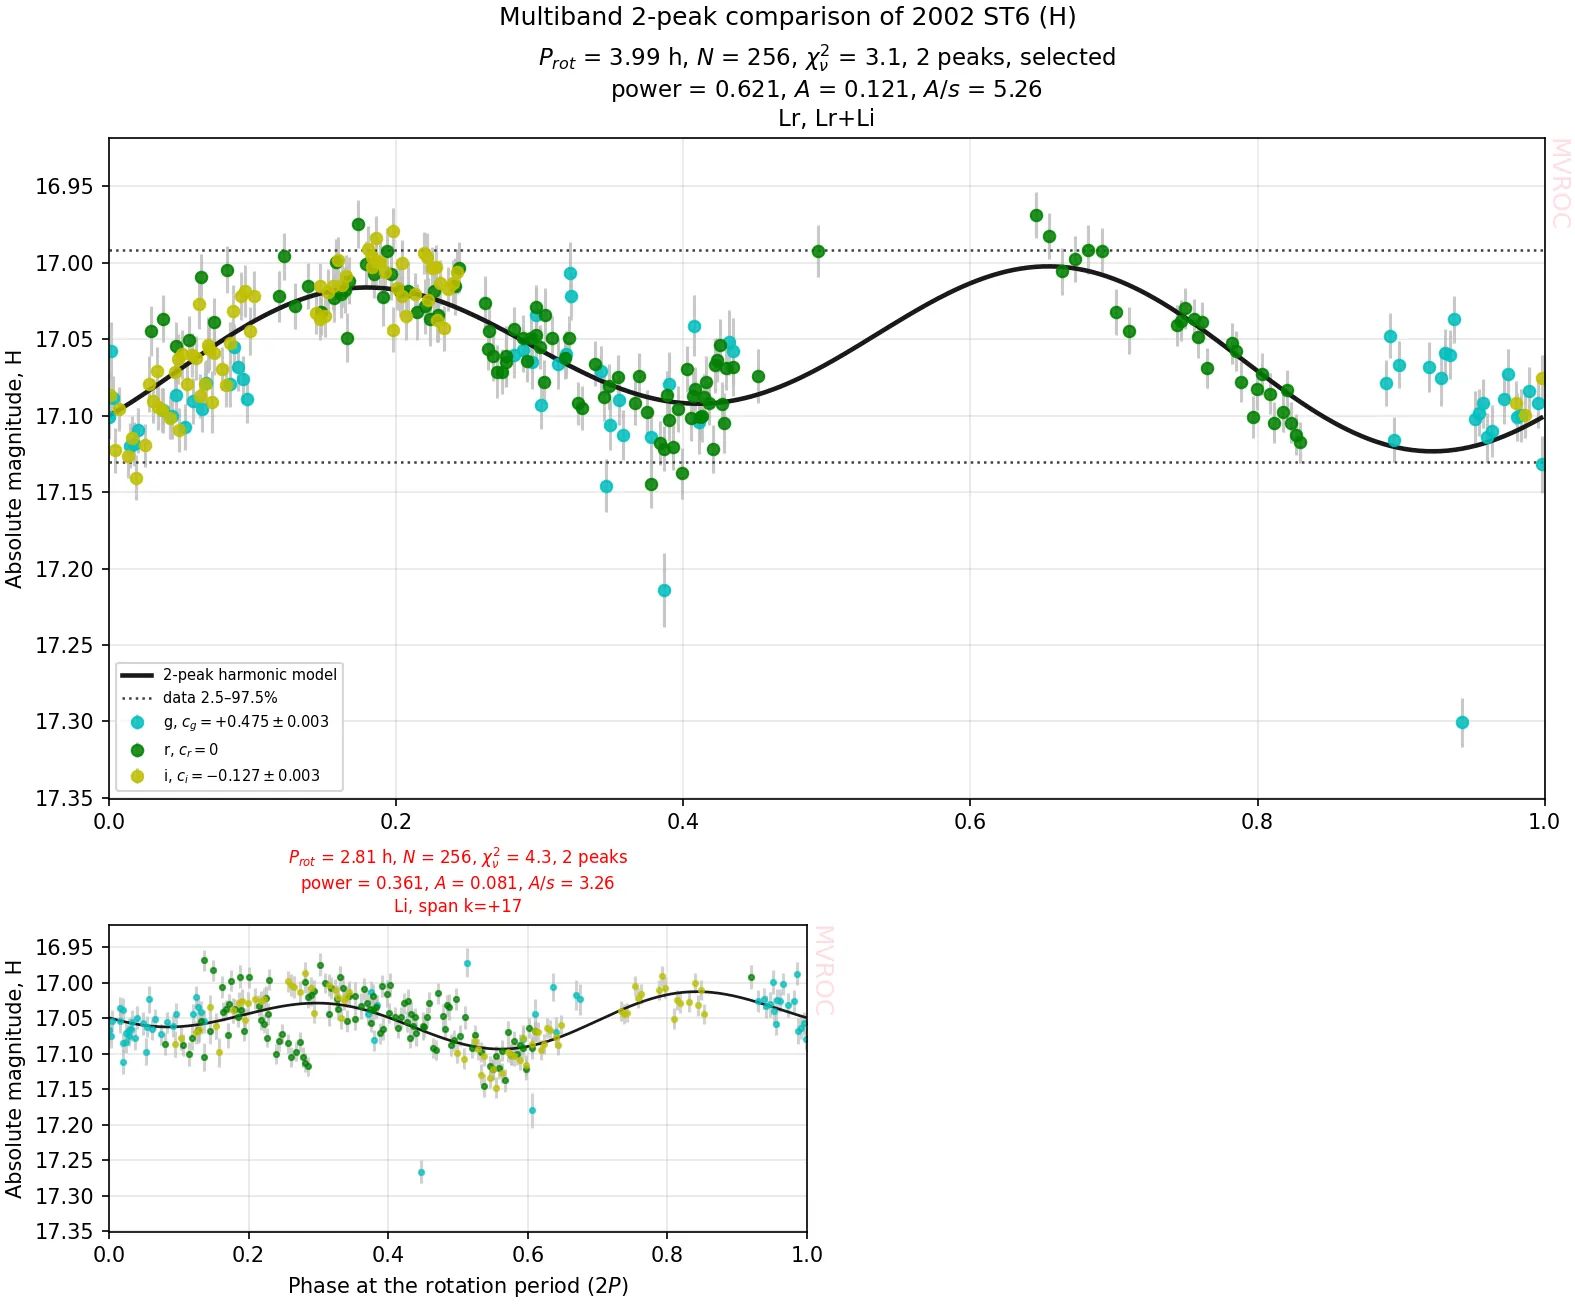 Multiband 2-peak comparison of 2002 ST6 (H)
P_rot = 3.99 h, N = 256, χ²_ν = 3.1, 2 peaks, selected
power = 0.621, A = 0.121, A/s = 5.26
Lr, Lr+Li
MVROC
Absolute magnitude, H
16.95
17.00
17.05
17.10
17.15
17.20
17.25
17.30
17.35
2-peak harmonic model
data 2.5–97.5%
g, c_g = +0.475 ± 0.003
r, c_r = 0
i, c_i = −0.127 ± 0.003
0.0 0.2 0.4 0.6 0.8 1.0
P_rot = 2.81 h, N = 256, χ²_ν = 4.3, 2 peaks
power = 0.361, A = 0.081, A/s = 3.26
Li, span k=+17
MVROC
Absolute magnitude, H
16.95
17.00
17.05
17.10
17.15
17.20
17.25
17.30
17.35
0.0 0.2 0.4 0.6 0.8 1.0
Phase at the rotation period (2P)